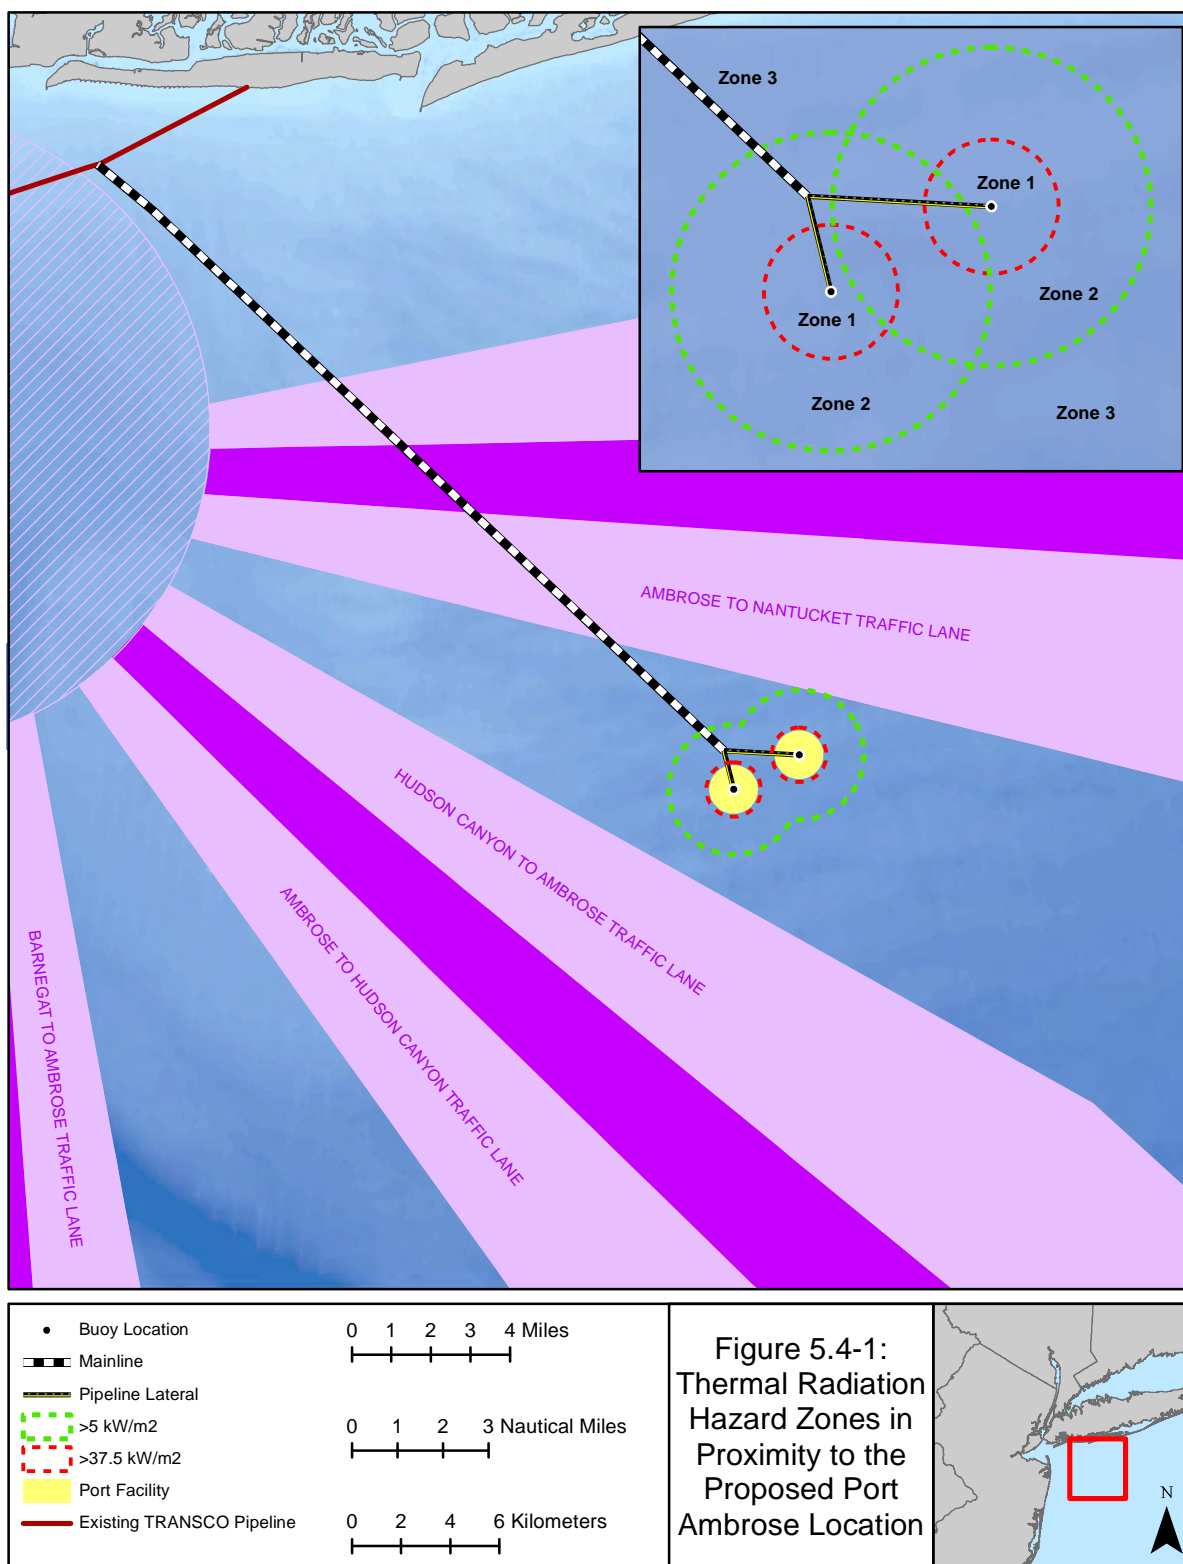 Zone 3
Zone 1
Zone 2
Zone 1
Zone 2
Zone 3
AMBROSE TO NANTUCKET TRAFFIC LANE
HUDSON CANYON TO AMBROSE TRAFFIC LANE
AMBROSE TO HUDSON CANYON TRAFFIC LANE
BARNEGAT TO AMBROSE TRAFFIC LANE
Buoy Location
Mainline
Pipeline Lateral
>5 kW/m2
>37.5 kW/m2
Port Facility
Existing TRANSCO Pipeline
0 1 2 3 4 Miles
0 1 2 3 Nautical Miles
0 2 4 6 Kilometers
Figure 5.4-1:
Thermal Radiation
Hazard Zones in
Proximity to the
Proposed Port
Ambrose Location
N